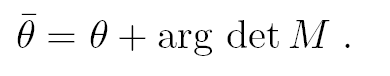 θ̄ = θ + arg det M .